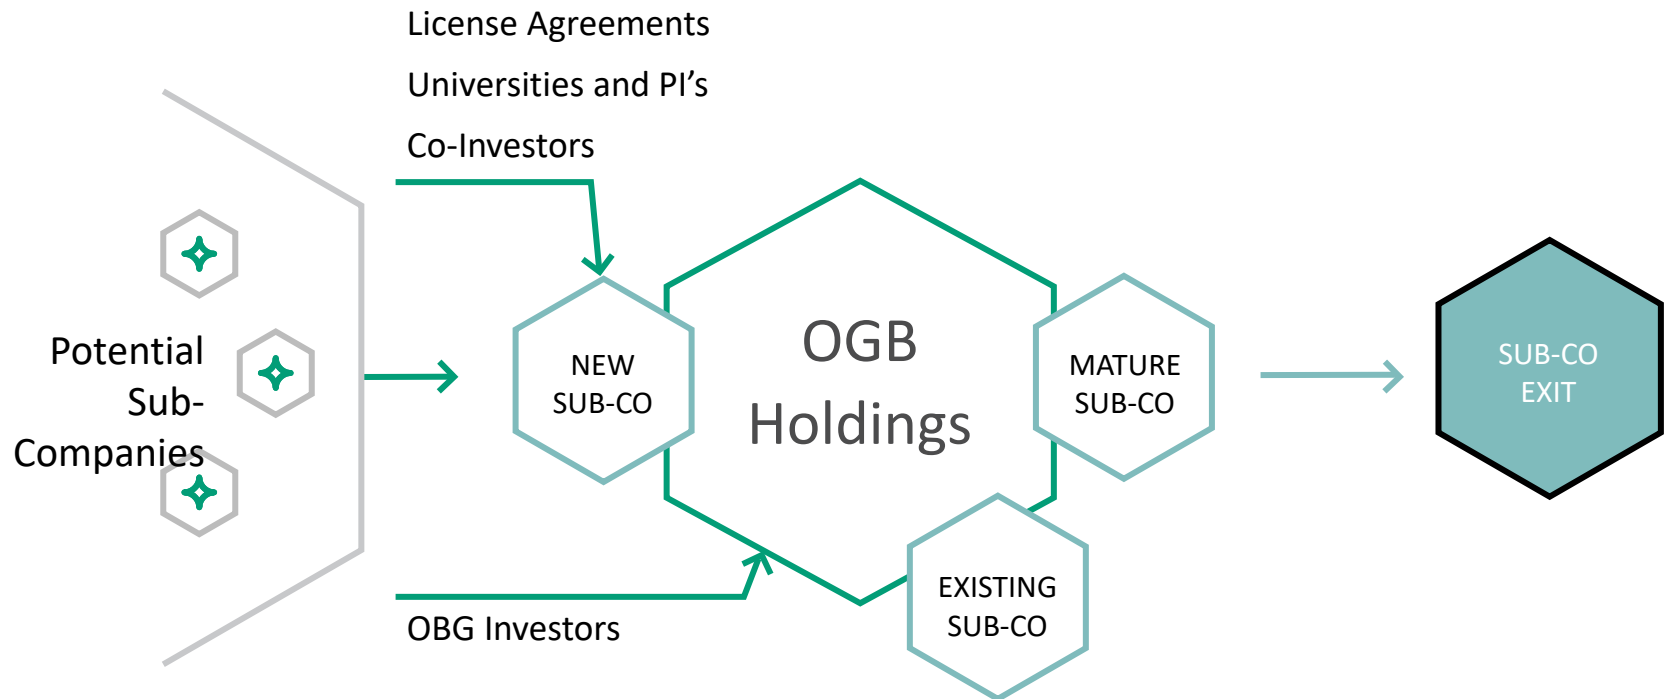 License Agreements
Universities and PI’s
Co-Investors
Potential
Sub-
Companies
NEW
SUB-CO
OGB
Holdings
MATURE
SUB-CO
SUB-CO
EXIT
EXISTING
SUB-CO
OBG Investors